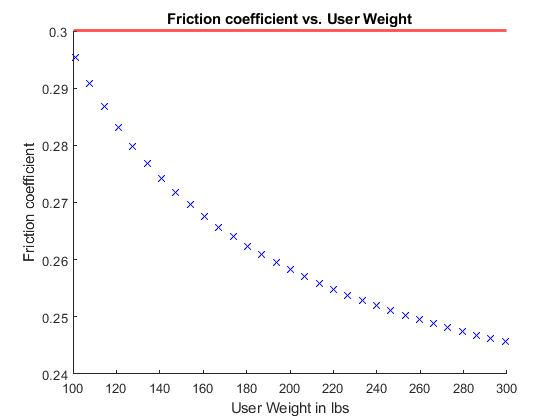 Friction coefficient vs. User Weight
0.3
0.29
0.28
0.27
0.26
0.25
0.24
Friction coefficient
100 120 140 160 180 200 220 240 260 280 300
User Weight in lbs